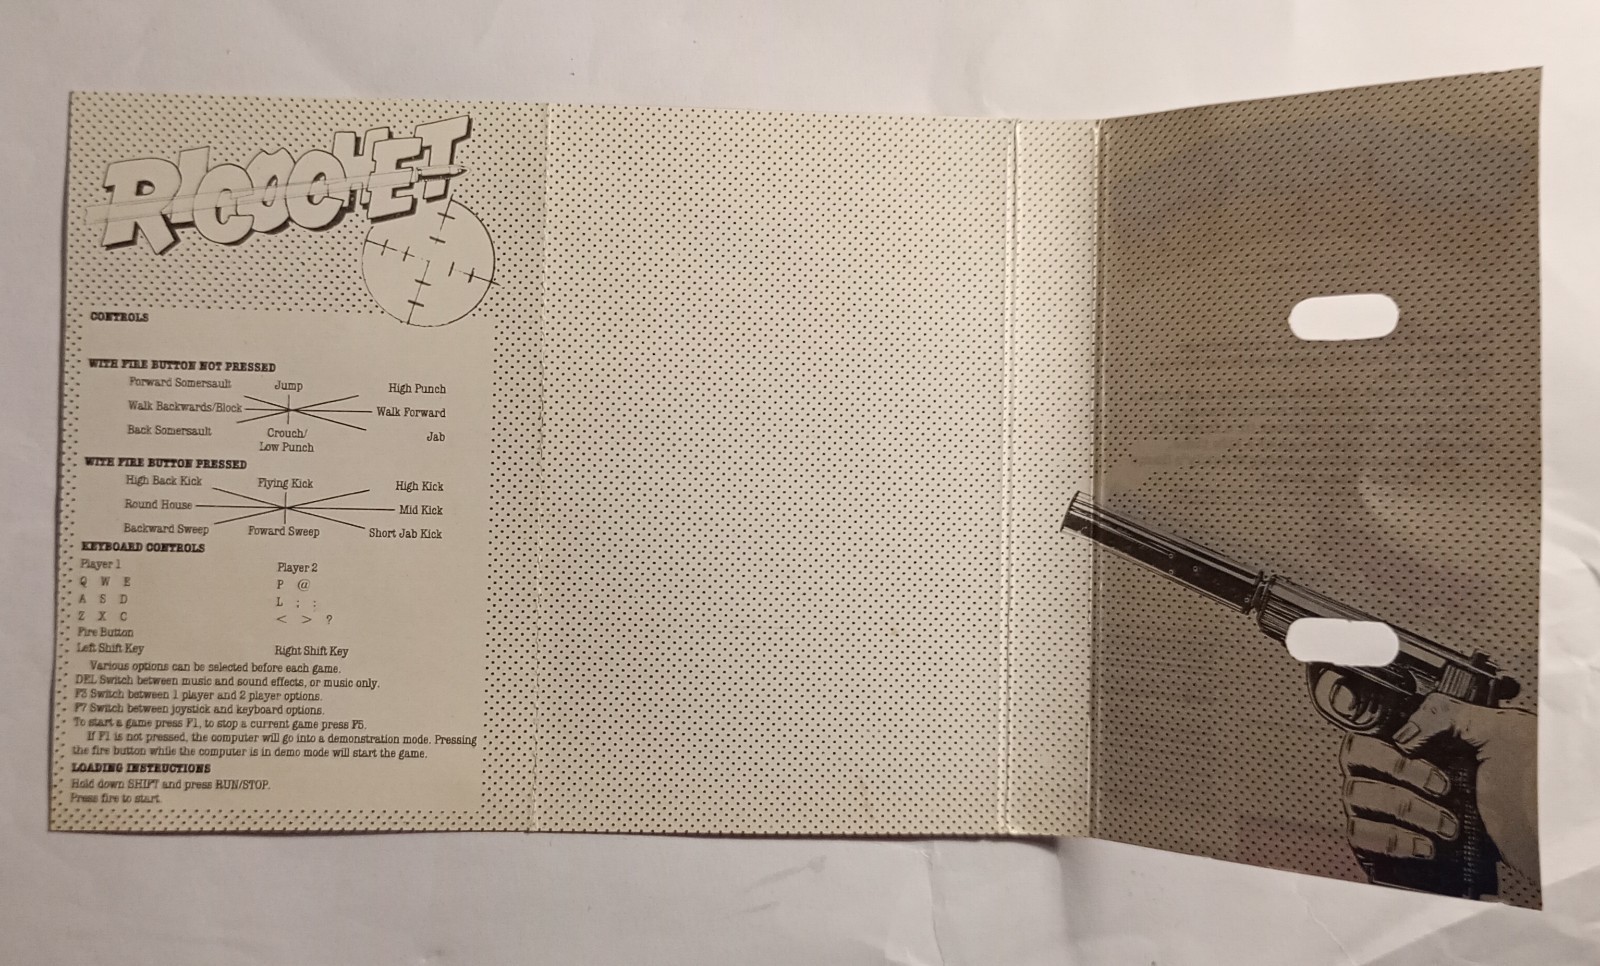 RICOCHET
CONTROLS
WITH FIRE BUTTON NOT PRESSED
Forward Somersault Jump High Punch
Walk Backwards/Block Walk Forward
Back Somersault Crouch/ Jab
Low Punch
WITH FIRE BUTTON PRESSED
High Back Kick Flying Kick High Kick
Round House Mid Kick
Backward Sweep Foward Sweep Short Jab Kick
KEYBOARD CONTROLS
Player 1 Player 2
Q W E P @
A S D L ; :
Z X C < > ?
Fire Button
Left Shift Key Right Shift Key
Various options can be selected before each game.
DEL Switch between music and sound effects, or music only.
F3 Switch between 1 player and 2 player options.
F7 Switch between joystick and keyboard options.
To start a game press F1, to stop a current game press F5.
If F1 is not pressed, the computer will go into a demonstration mode. Pressing
the fire button while the computer is in demo mode will start the game.
LOADING INSTRUCTIONS
Hold down SHIFT and press RUN/STOP.
Press fire to start.